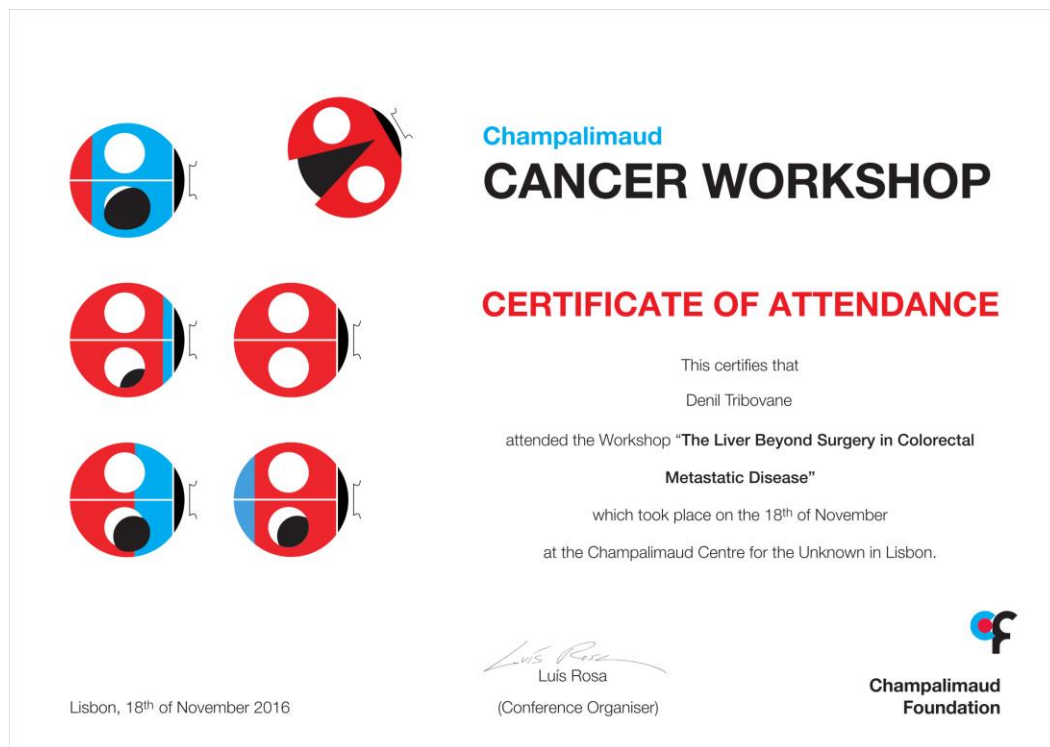 Champalimaud
CANCER WORKSHOP
CERTIFICATE OF ATTENDANCE
This certifies that
Denil Tribovane
attended the Workshop “The Liver Beyond Surgery in Colorectal
Metastatic Disease”
which took place on the 18th of November
at the Champalimaud Centre for the Unknown in Lisbon.
Luís Rosa
Luís Rosa
(Conference Organiser)
Lisbon, 18th of November 2016
Champalimaud
Foundation